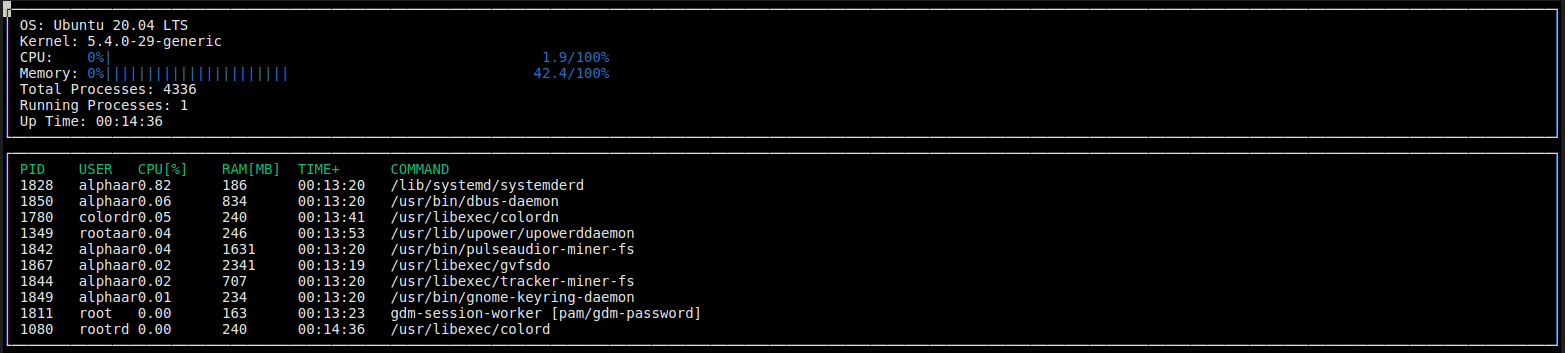 OS: Ubuntu 20.04 LTS
Kernel: 5.4.0-29-generic
CPU: 0%| 1.9/100%
Memory: 0%|||||||||||||||||||||| 42.4/100%
Total Processes: 4336
Running Processes: 1
Up Time: 00:14:36
PID USER CPU[%] RAM[MB] TIME+ COMMAND
1828 alphaar0.82 186 00:13:20 /lib/systemd/systemderd
1850 alphaar0.06 834 00:13:20 /usr/bin/dbus-daemon
1780 colordr0.05 240 00:13:41 /usr/libexec/colordn
1349 rootaar0.04 246 00:13:53 /usr/lib/upower/upowerddaemon
1842 alphaar0.04 1631 00:13:20 /usr/bin/pulseaudior-miner-fs
1867 alphaar0.02 2341 00:13:19 /usr/libexec/gvfsdo
1844 alphaar0.02 707 00:13:20 /usr/libexec/tracker-miner-fs
1849 alphaar0.01 234 00:13:20 /usr/bin/gnome-keyring-daemon
1811 root 0.00 163 00:13:23 gdm-session-worker [pam/gdm-password]
1080 rootrd 0.00 240 00:14:36 /usr/libexec/colord